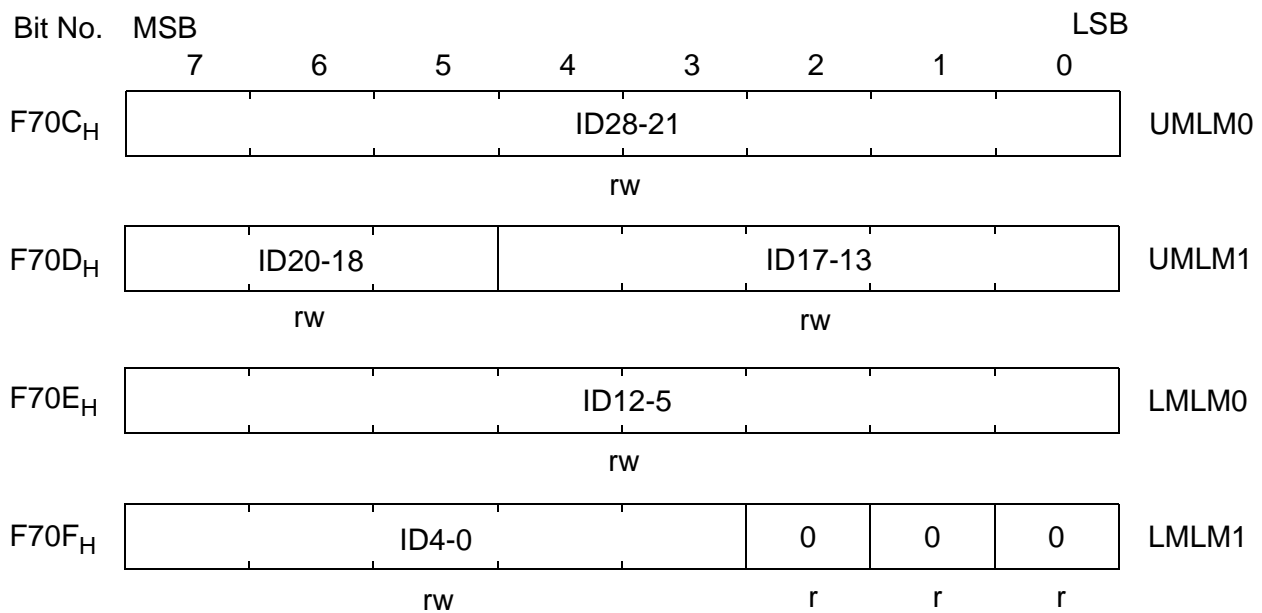 Bit No. MSB LSB
7 6 5 4 3 2 1 0
F70CH ID28-21 UMLM0
rw
F70DH ID20-18 ID17-13 UMLM1
rw rw
F70EH ID12-5 LMLM0
rw
F70FH ID4-0 0 0 0 LMLM1
rw r r r